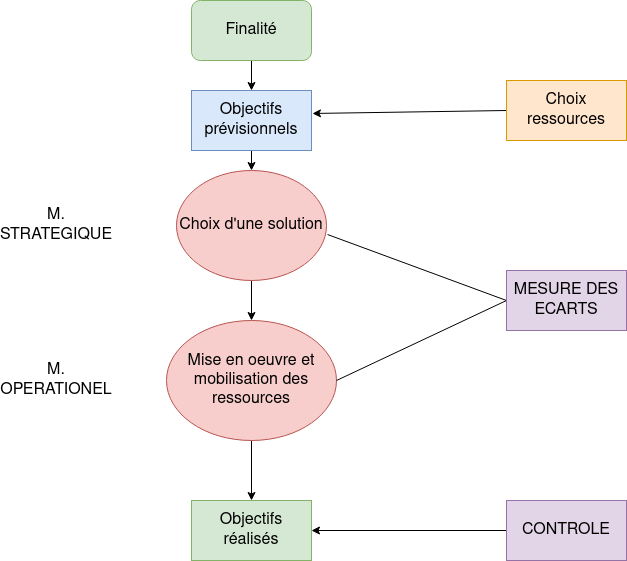 Finalité
Objectifs
prévisionnels
Choix
ressources
M.
STRATEGIQUE
Choix d'une solution
MESURE DES
ECARTS
M.
OPERATIONEL
Mise en oeuvre et
mobilisation des
ressources
Objectifs
réalisés
CONTROLE